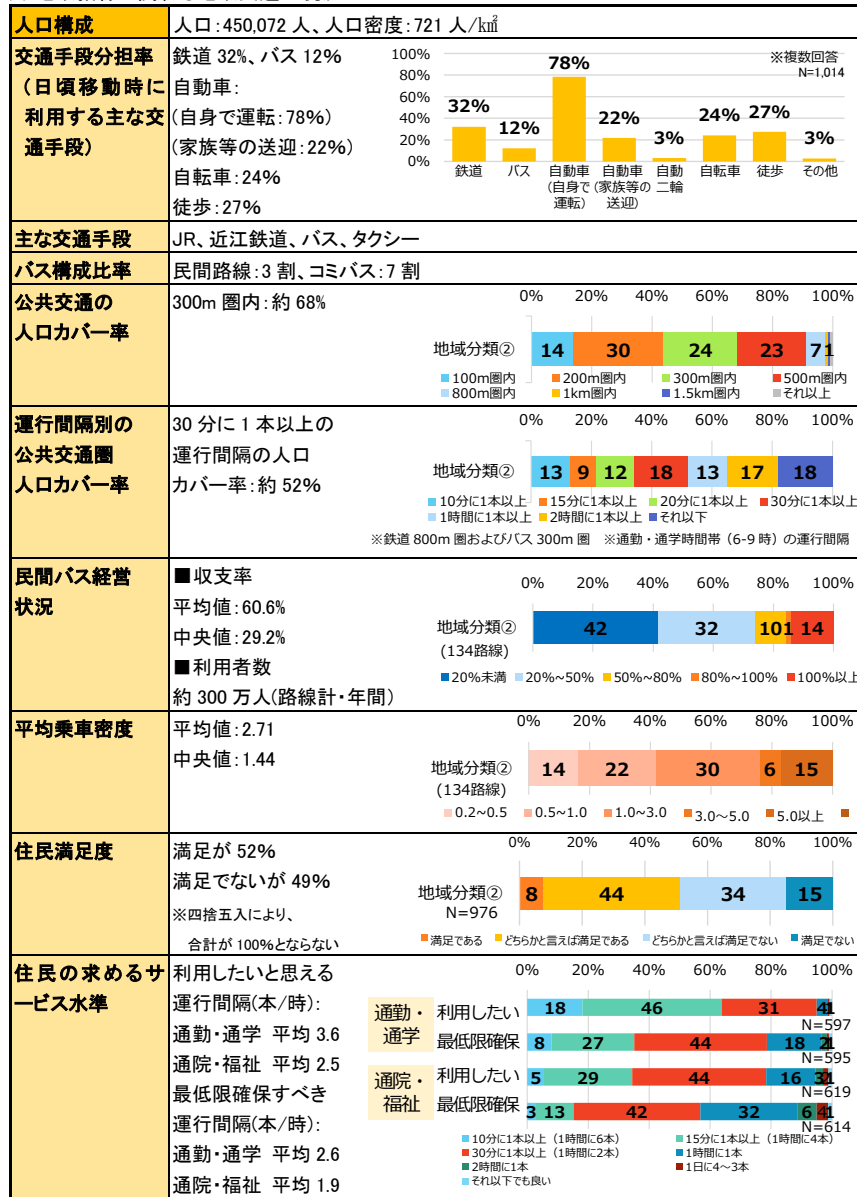 人口構成
人口：450,072 人、人口密度：721 人/㎢
交通手段分担率
（日頃移動時に
利用する主な交
通手段）
鉄道 32%、バス 12%
自動車：
(自身で運転：78%)
(家族等の送迎：22%)
自転車：24%
徒歩：27%
※複数回答
N=1,014
100%
80%
60%
40%
20%
0%
32%
12%
78%
22%
3%
24%
27%
3%
鉄道
バス
自動車
(自身で
運転)
自動車
(家族等の
送迎)
自動
二輪
自転車
徒歩
その他
主な交通手段
JR、近江鉄道、バス、タクシー
バス構成比率
民間路線：3 割、コミバス：7 割
公共交通の
人口カバー率
300m 圏内：約 68%
0% 20% 40% 60% 80% 100%
地域分類② 14 30 24 23 7 1
100m圏内 200m圏内 300m圏内 500m圏内
800m圏内 1km圏内 1.5km圏内 それ以上
運行間隔別の
公共交通圏
人口カバー率
30 分に 1 本以上の
運行間隔の人口
カバー率：約 52%
0% 20% 40% 60% 80% 100%
地域分類② 13 9 12 18 13 17 18
10分に1本以上 15分に1本以上 20分に1本以上 30分に1本以上
1時間に1本以上 2時間に1本以上 それ以下
※鉄道 800m 圏およびバス 300m 圏 ※通勤・通学時間帯（6-9 時）の運行間隔
民間バス経営
状況
■収支率
平均値：60.6%
中央値：29.2%
■利用者数
約 300 万人(路線計・年間)
0% 20% 40% 60% 80% 100%
地域分類②
(134路線)
42 32 10 1 14
20%未満 20%~50% 50%~80% 80%~100% 100%以上
平均乗車密度
平均値：2.71
中央値：1.44
0% 20% 40% 60% 80% 100%
地域分類②
(134路線)
14 22 30 6 15
0.2~0.5 0.5~1.0 1.0~3.0 3.0～5.0 5.0以上
住民満足度
満足が 52%
満足でないが 49%
※四捨五入により、
合計が 100%とならない
0% 20% 40% 60% 80% 100%
地域分類②
N=976
8 44 34 15
満足である どちらかと言えば満足である どちらかと言えば満足でない 満足でない
住民の求めるサ
ービス水準
利用したいと思える
運行間隔(本/時)：
通勤・通学 平均 3.6
通院・福祉 平均 2.5
最低限確保すべき
運行間隔(本/時)：
通勤・通学 平均 2.6
通院・福祉 平均 1.9
0% 20% 40% 60% 80% 100%
通勤・
通学
利用したい 18 46 31 4 1
N=597
最低限確保 8 27 44 18 2 1
N=595
通院・
福祉
利用したい 5 29 44 16 3 2 1
N=619
最低限確保 3 13 42 32 6 4 1
N=614
10分に1本以上（1時間に6本） 15分に1本以上（1時間に4本）
30分に1本以上（1時間に2本） 1時間に1本
2時間に1本 1日に4～3本
それ以下でも良い